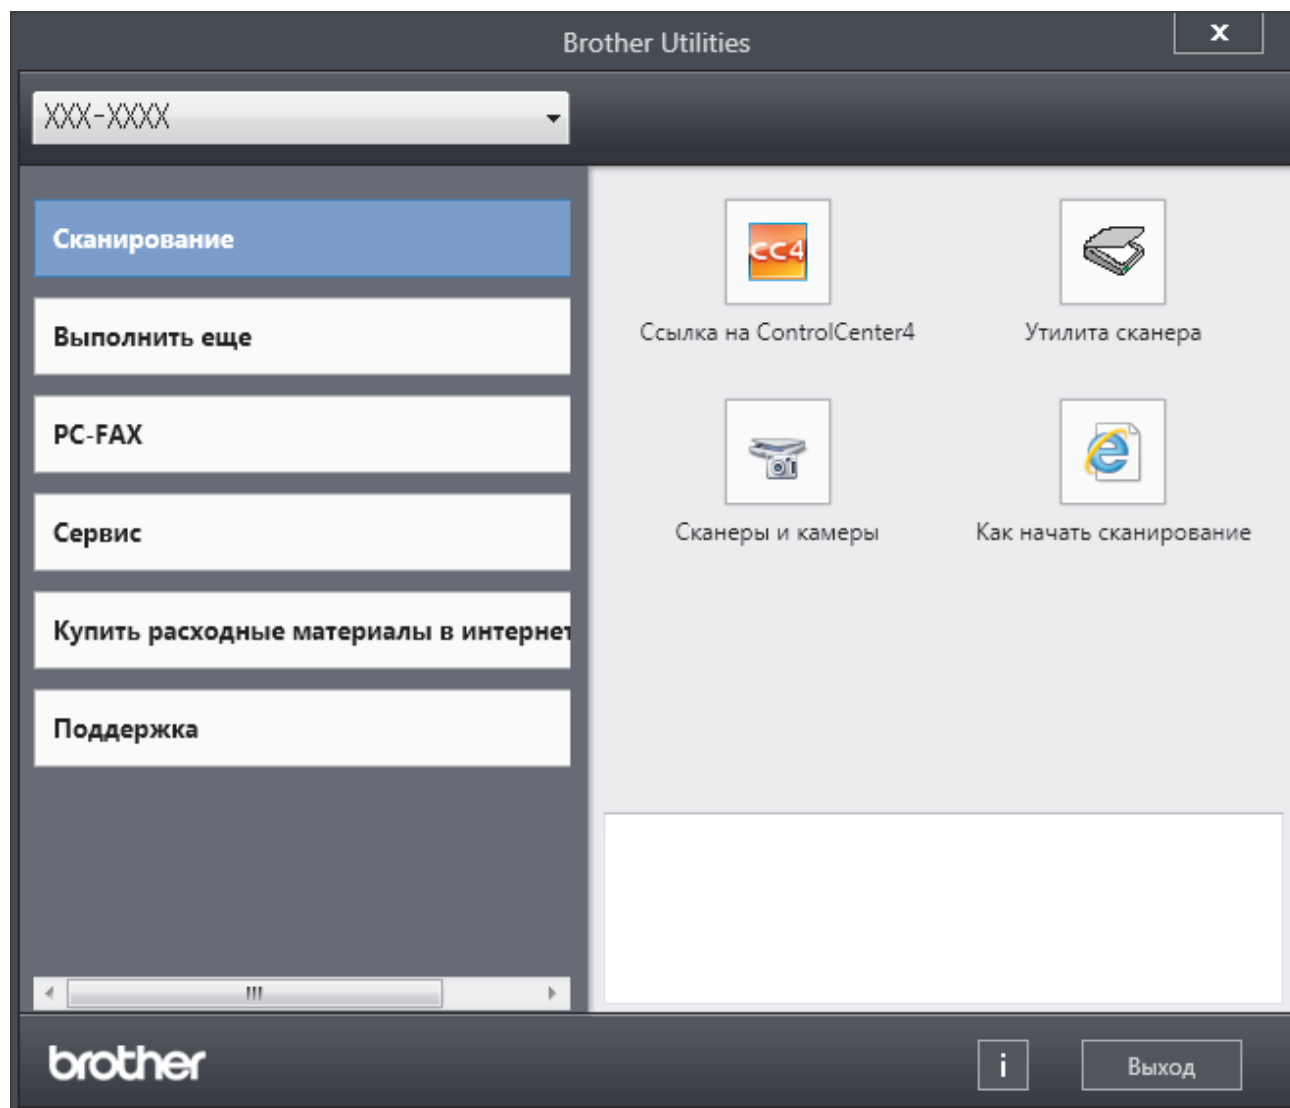 Brother Utilities
x
XXX-XXXX
Сканирование
Выполнить еще
PC-FAX
Сервис
Купить расходные материалы в интернет
Поддержка
CC4
Ссылка на ControlCenter4
Утилита сканера
Сканеры и камеры
Как начать сканирование
brother
i
Выход